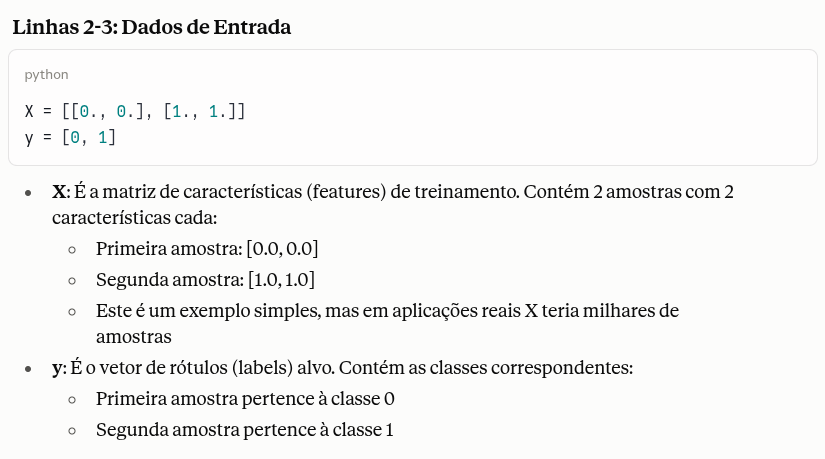 Linhas 2-3: Dados de Entrada
python
X = [[0., 0.], [1., 1.]]
y = [0, 1]
X: É a matriz de características (features) de treinamento. Contém 2 amostras com 2
características cada:
Primeira amostra: [0.0, 0.0]
Segunda amostra: [1.0, 1.0]
Este é um exemplo simples, mas em aplicações reais X teria milhares de
amostras
y: É o vetor de rótulos (labels) alvo. Contém as classes correspondentes:
Primeira amostra pertence à classe 0
Segunda amostra pertence à classe 1